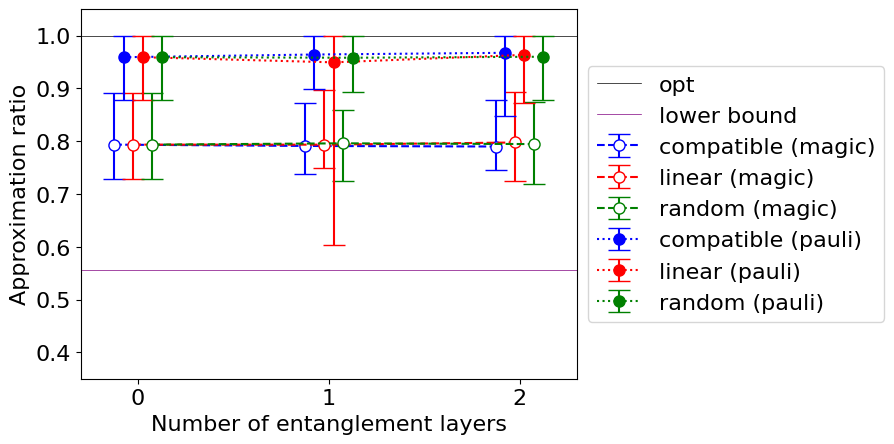 1.0
0.9
0.8
0.7
0.6
0.5
0.4
Approximation ratio
0
1
2
Number of entanglement layers
opt
lower bound
compatible (magic)
linear (magic)
random (magic)
compatible (pauli)
linear (pauli)
random (pauli)